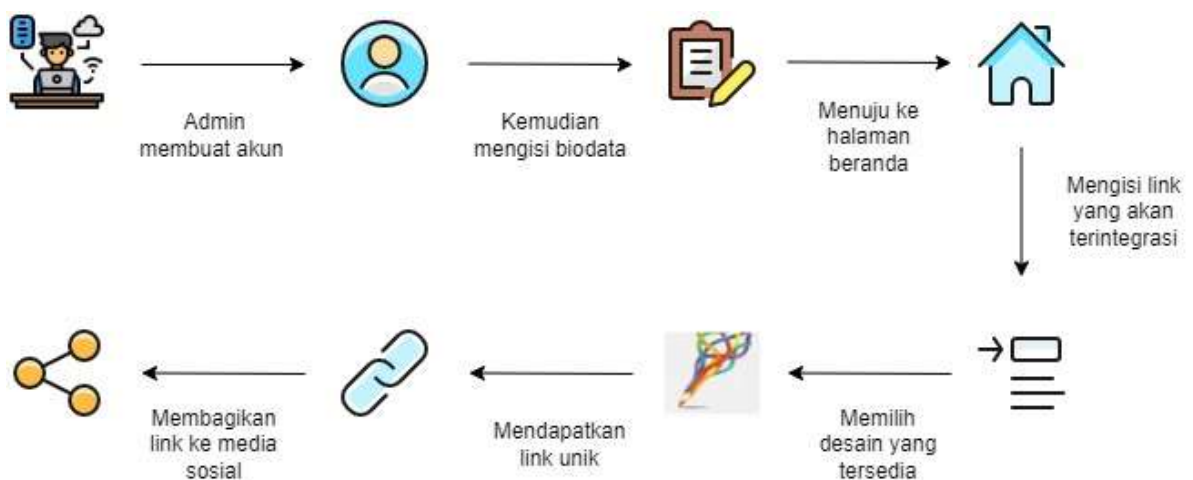 Admin
membuat akun
Kemudian
mengisi biodata
Menuju ke
halaman
beranda
Mengisi link
yang akan
terintegrasi
Memilih
desain yang
tersedia
Mendapatkan
link unik
Membagikan
link ke media
sosial